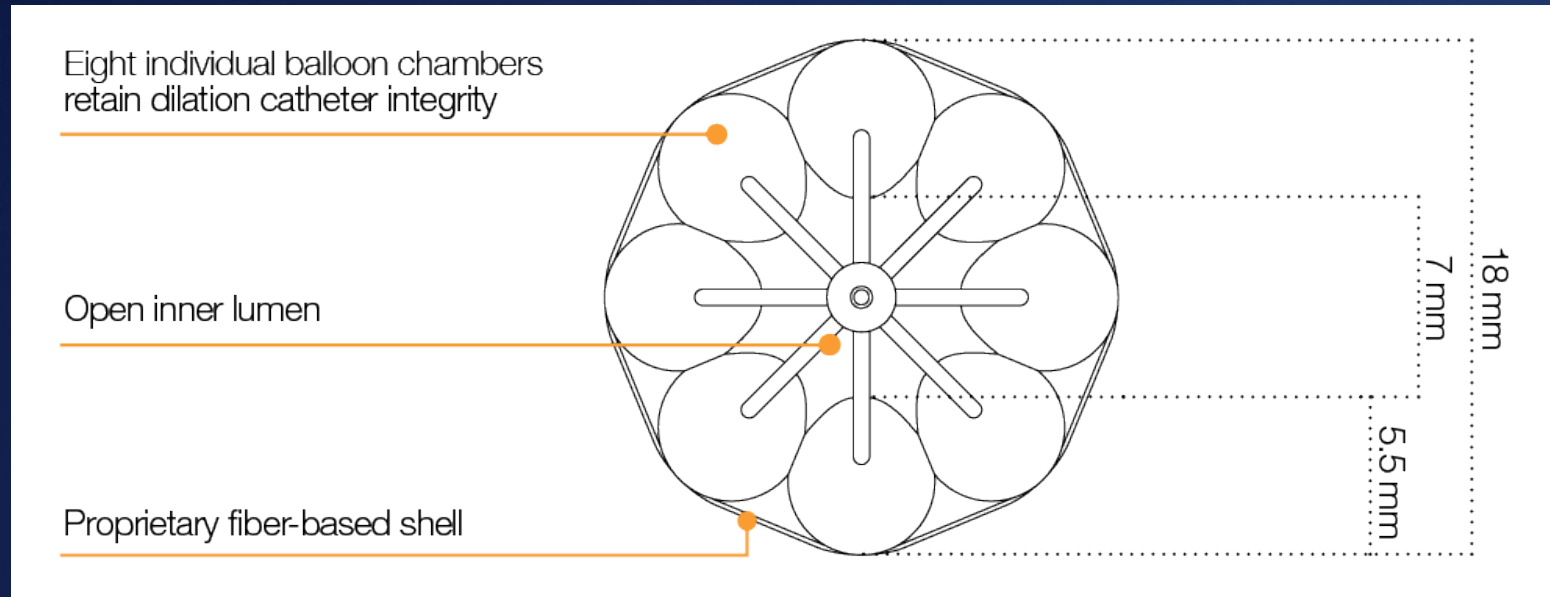 Eight individual balloon chambers
retain dilation catheter integrity
Open inner lumen
Proprietary fiber-based shell
18 mm
7 mm
5.5 mm